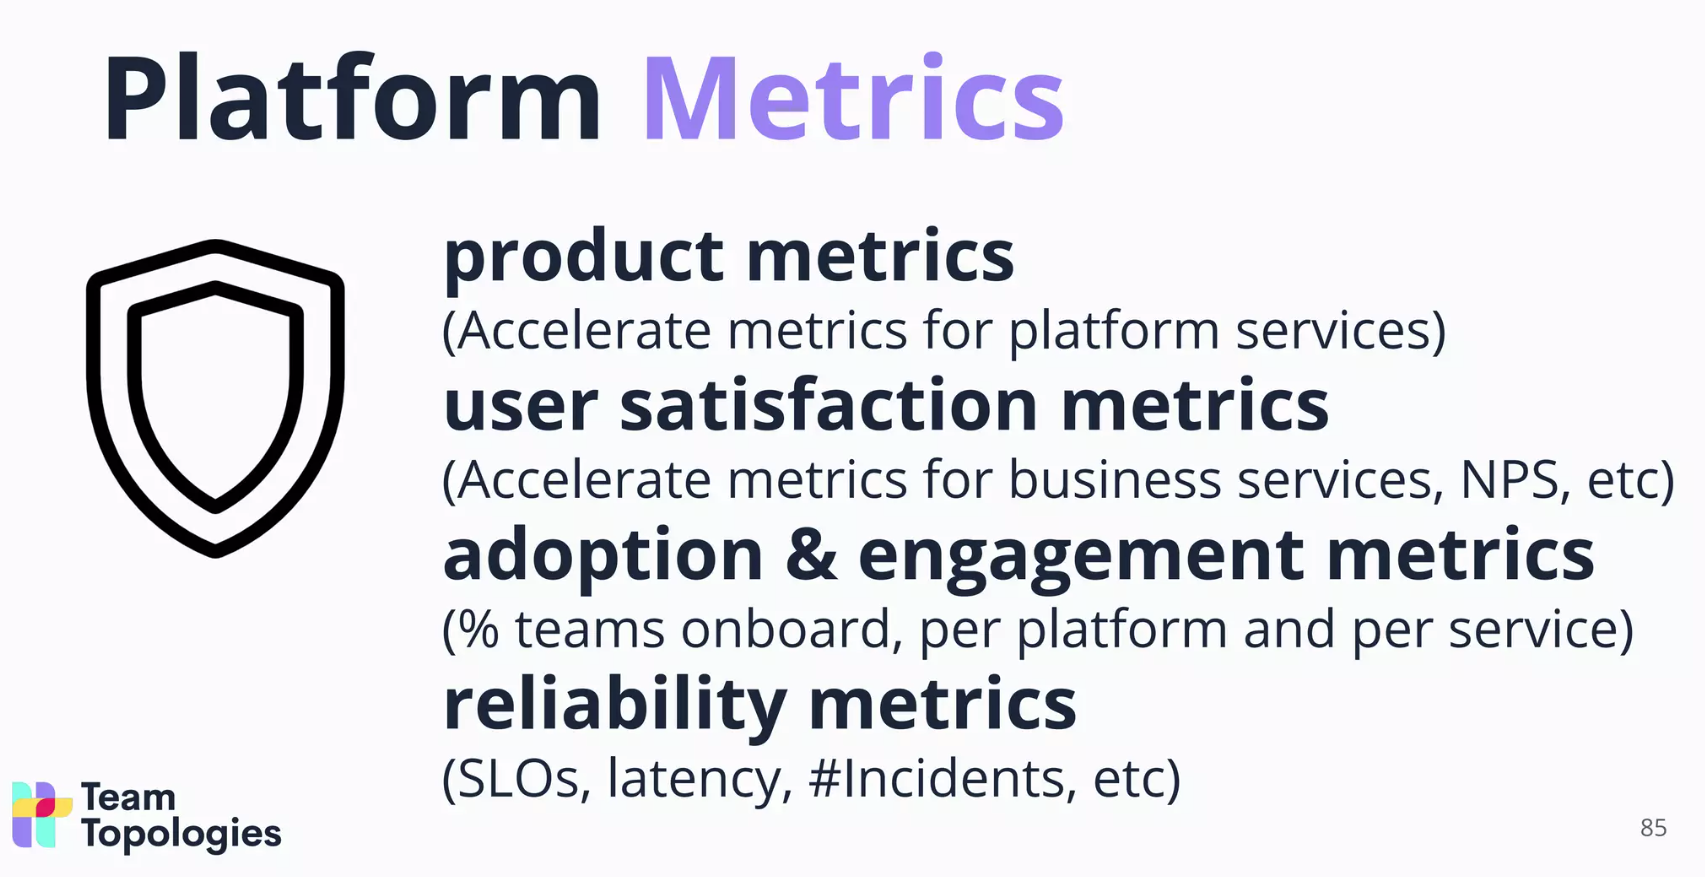 Platform Metrics
product metrics
(Accelerate metrics for platform services)
user satisfaction metrics
(Accelerate metrics for business services, NPS, etc)
adoption & engagement metrics
(% teams onboard, per platform and per service)
reliability metrics
(SLOs, latency, #Incidents, etc)
Team
Topologies
85